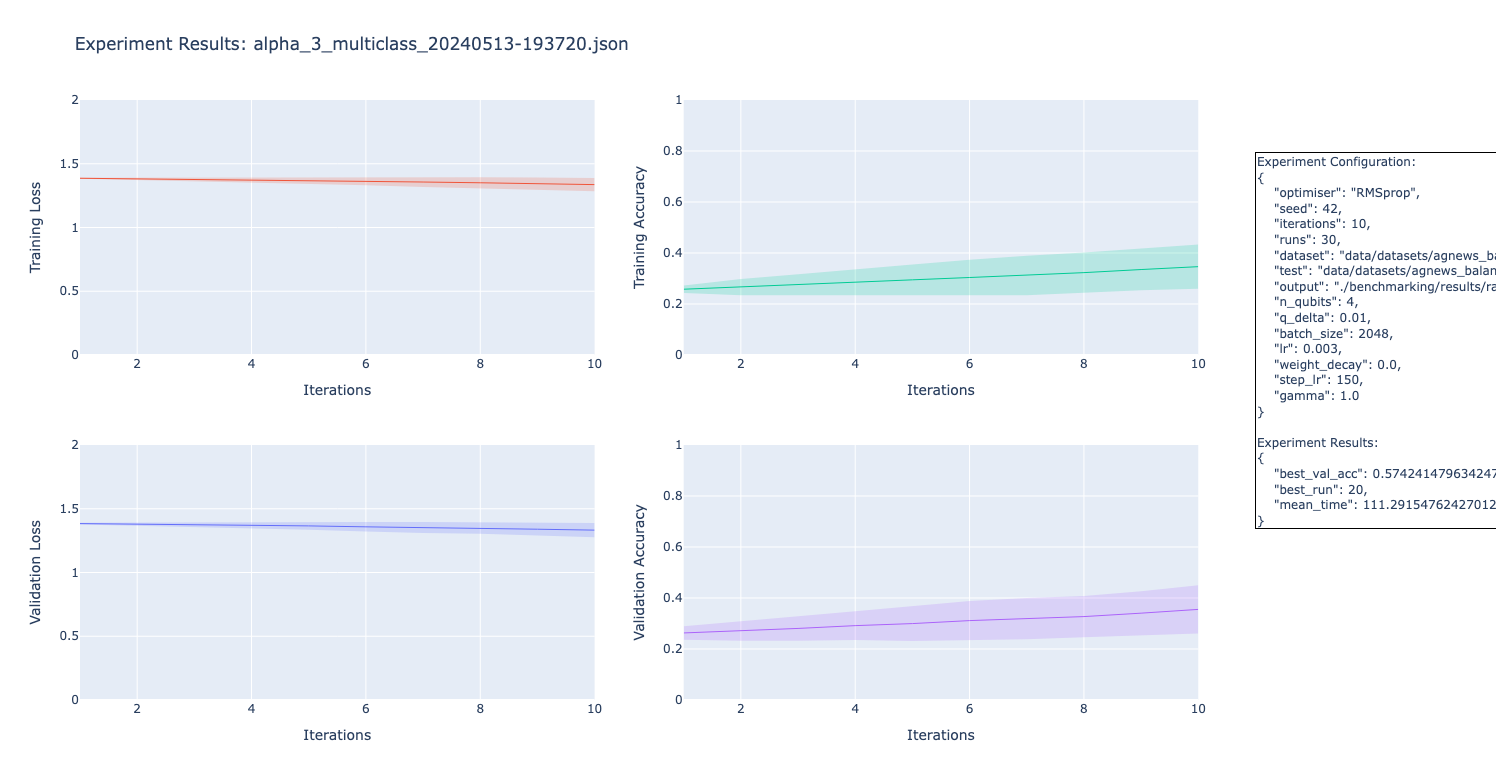 Experiment Results: alpha_3_multiclass_20240513-193720.json
2
1.5
1
0.5
0
2
4
6
8
10
Training Loss
Iterations
1
0.8
0.6
0.4
0.2
0
2
4
6
8
10
Training Accuracy
Iterations
2
1.5
1
0.5
0
2
4
6
8
10
Validation Loss
Iterations
1
0.8
0.6
0.4
0.2
0
2
4
6
8
10
Validation Accuracy
Iterations
Experiment Configuration:
{
"optimiser": "RMSprop",
"seed": 42,
"iterations": 10,
"runs": 30,
"dataset": "data/datasets/agnews_ba
"test": "data/datasets/agnews_balan
"output": "./benchmarking/results/ra
"n_qubits": 4,
"q_delta": 0.01,
"batch_size": 2048,
"lr": 0.003,
"weight_decay": 0.0,
"step_lr": 150,
"gamma": 1.0
}
Experiment Results:
{
"best_val_acc": 0.574241479634247
"best_run": 20,
"mean_time": 111.29154762427012
}